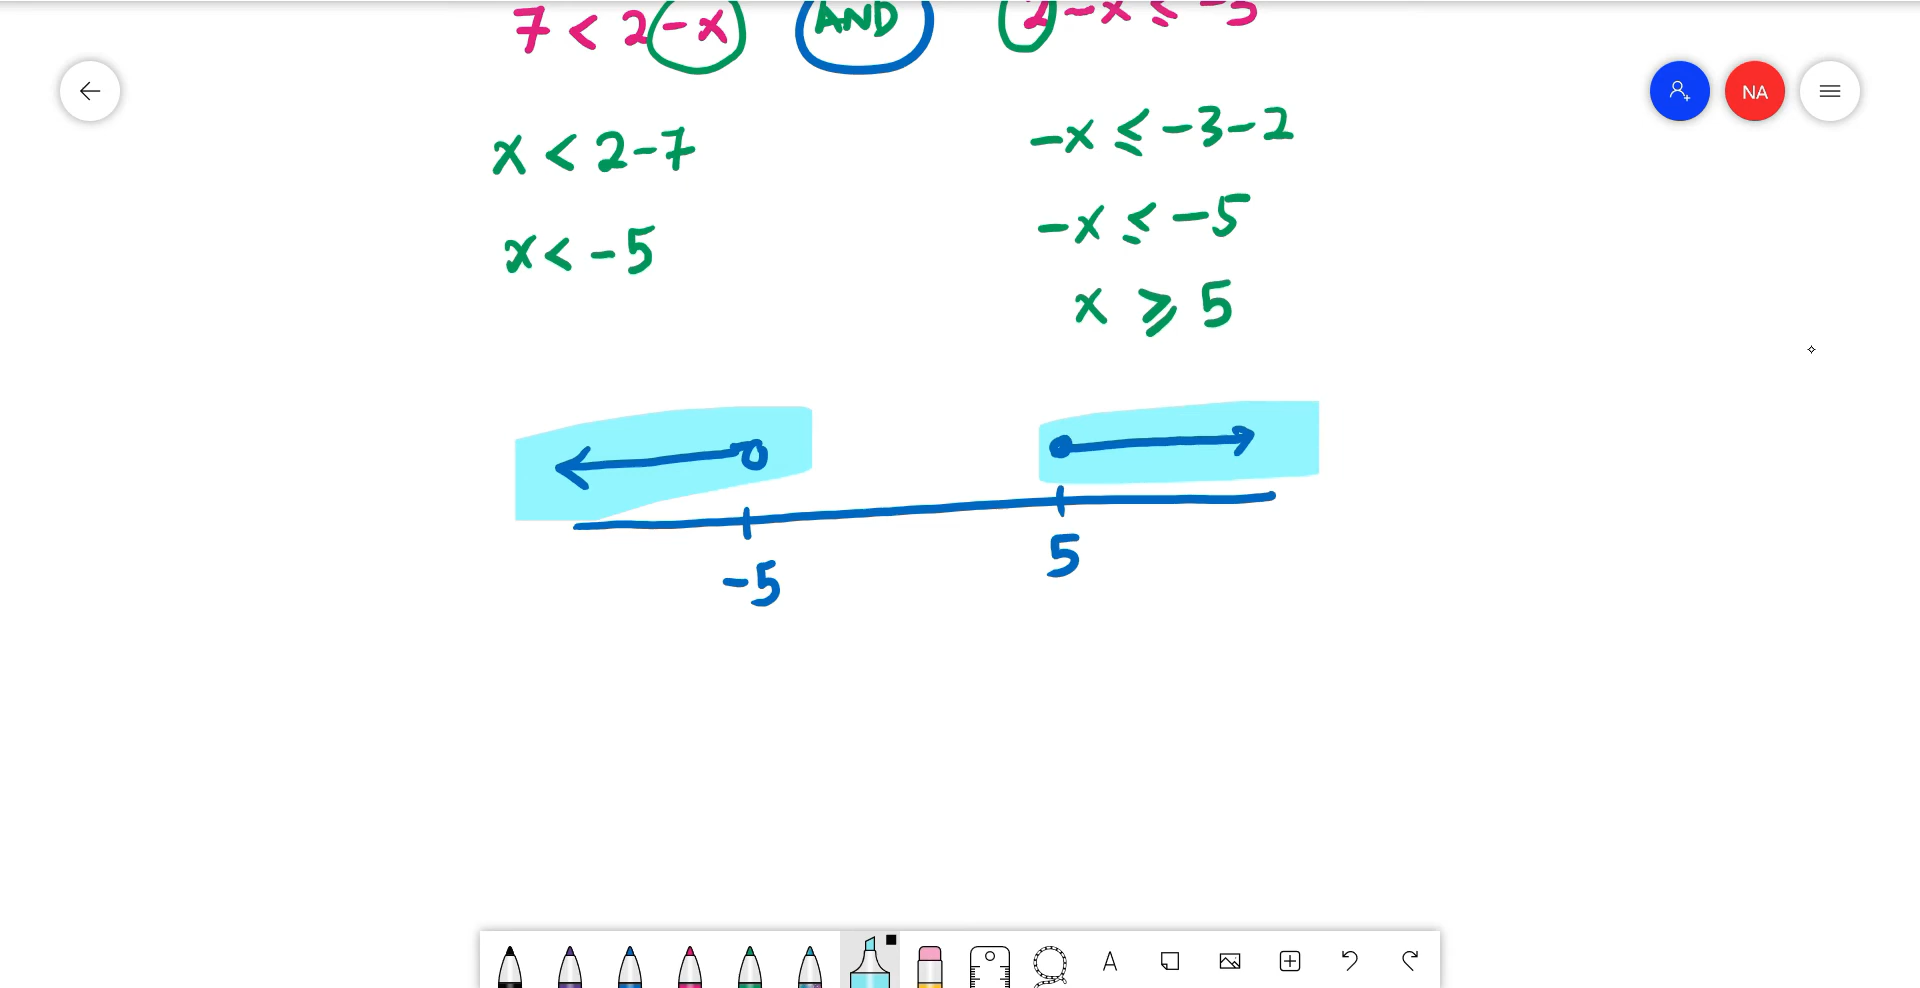 7 < 2 - x AND 2 - x ≤ -3
NA
x < 2 - 7
-x ≤ -3 - 2
x < -5
-x ≤ -5
x ≥ 5
-5
5
A